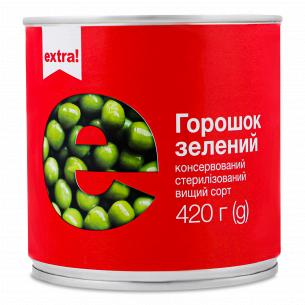 extra!
e
Горошок
зелений
консервований
стерилізований
вищий сорт
420 г (g)